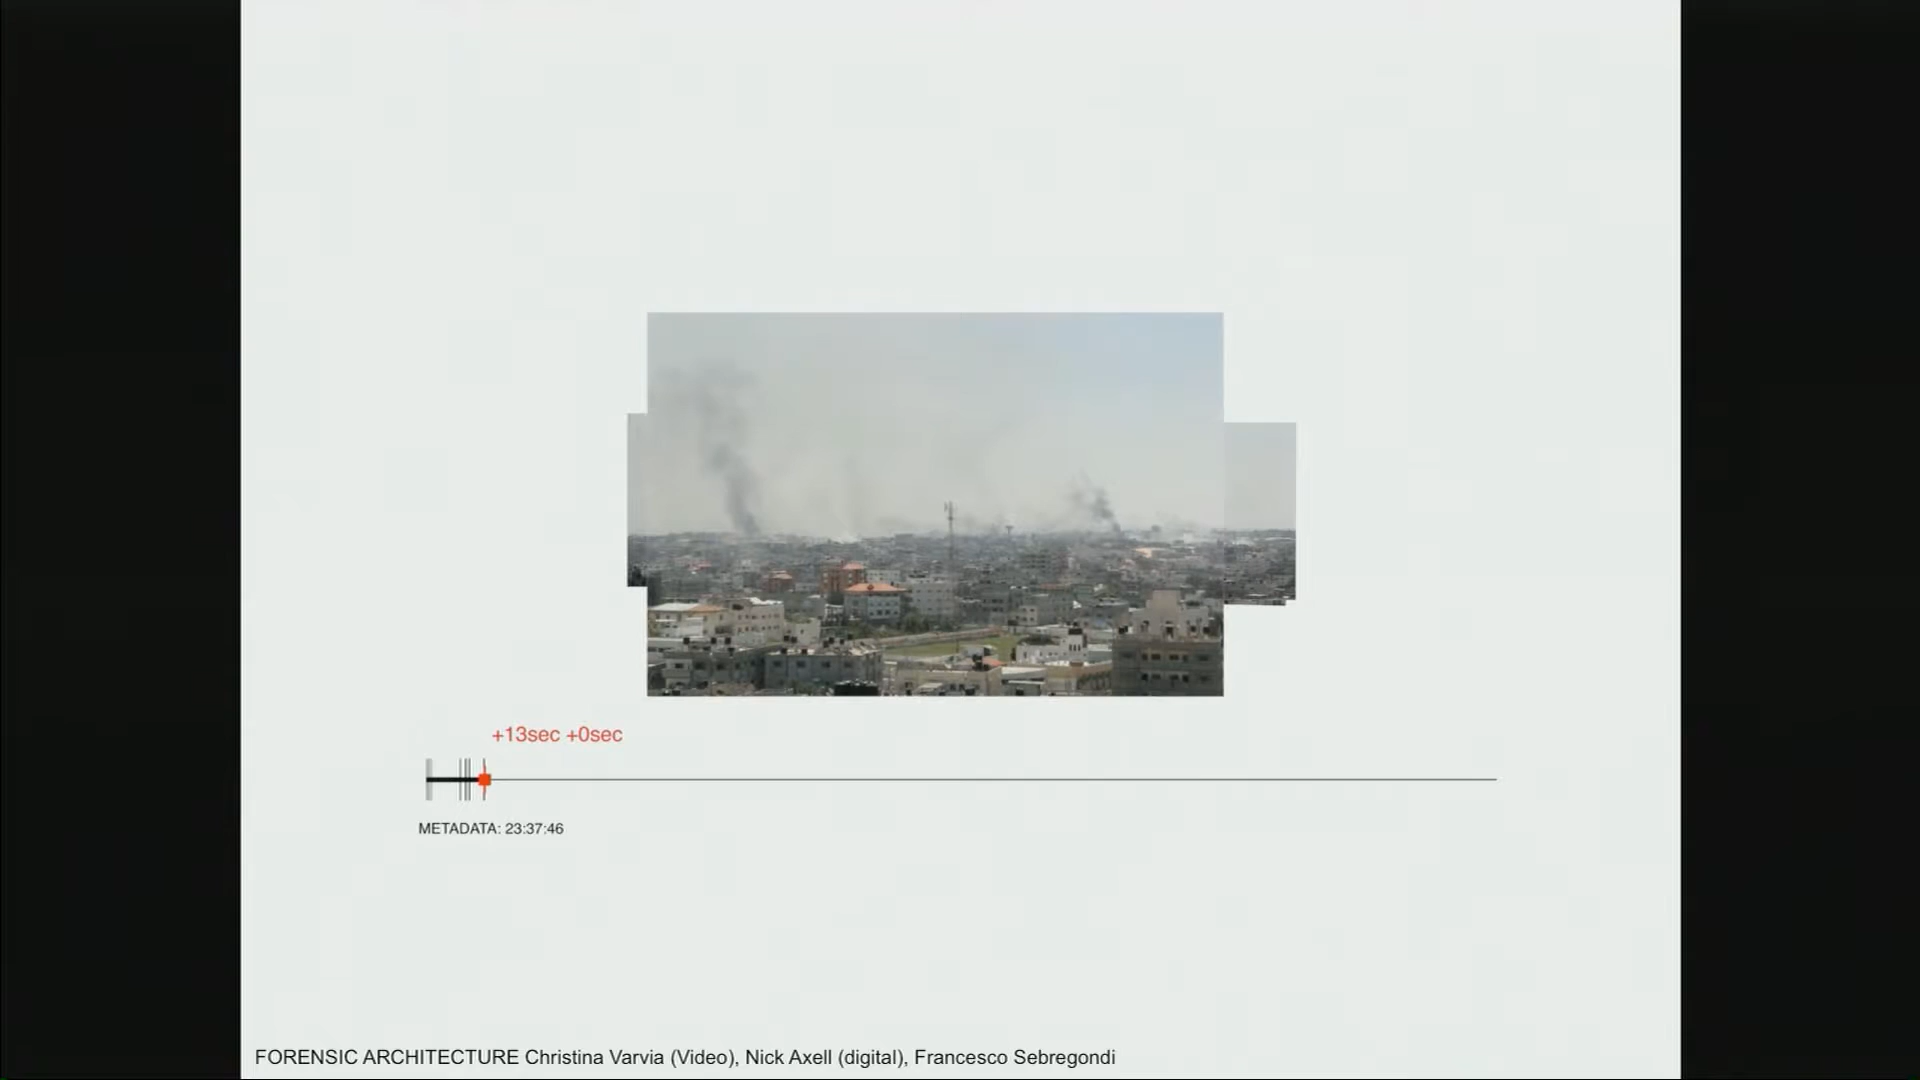 +13sec +0sec
METADATA: 23:37:46
FORENSIC ARCHITECTURE Christina Varvia (Video), Nick Axell (digital), Francesco Sebregondi